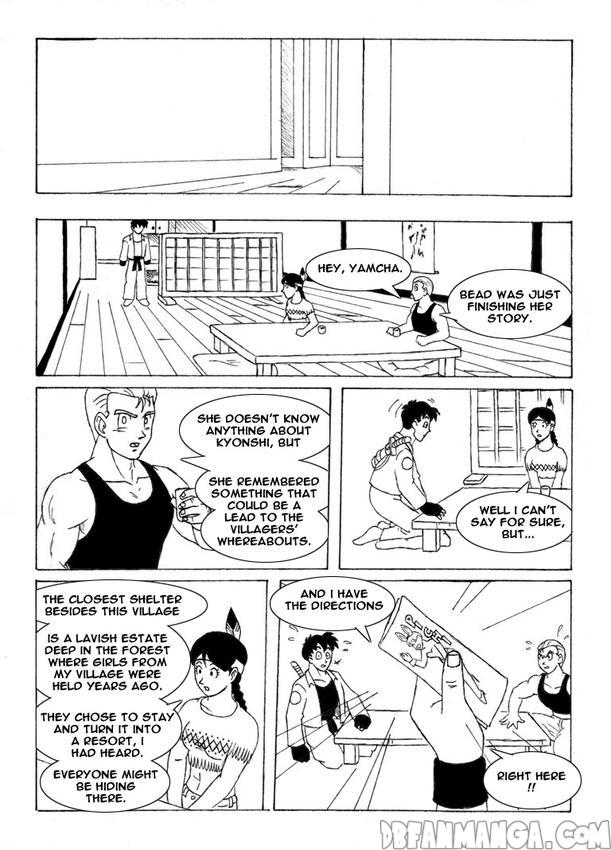 HEY, YAMCHA.
BEAD WAS JUST
FINISHING HER
STORY.
SHE DOESN'T KNOW
ANYTHING ABOUT
KYONSHI, BUT
SHE REMEMBERED
SOMETHING THAT
COULD BE A
LEAD TO THE
VILLAGERS'
WHEREABOUTS.
WELL I CAN'T
SAY FOR SURE,
BUT...
THE CLOSEST SHELTER
BESIDES THIS VILLAGE
IS A LAVISH ESTATE
DEEP IN THE FOREST
WHERE GIRLS FROM
MY VILLAGE WERE
HELD YEARS AGO.
THEY CHOSE TO STAY
AND TURN IT INTO
A RESORT, I
HAD HEARD.
EVERYONE MIGHT
BE HIDING
THERE.
AND I HAVE
THE DIRECTIONS
RIGHT HERE
!!
DBFANMANGA.COM